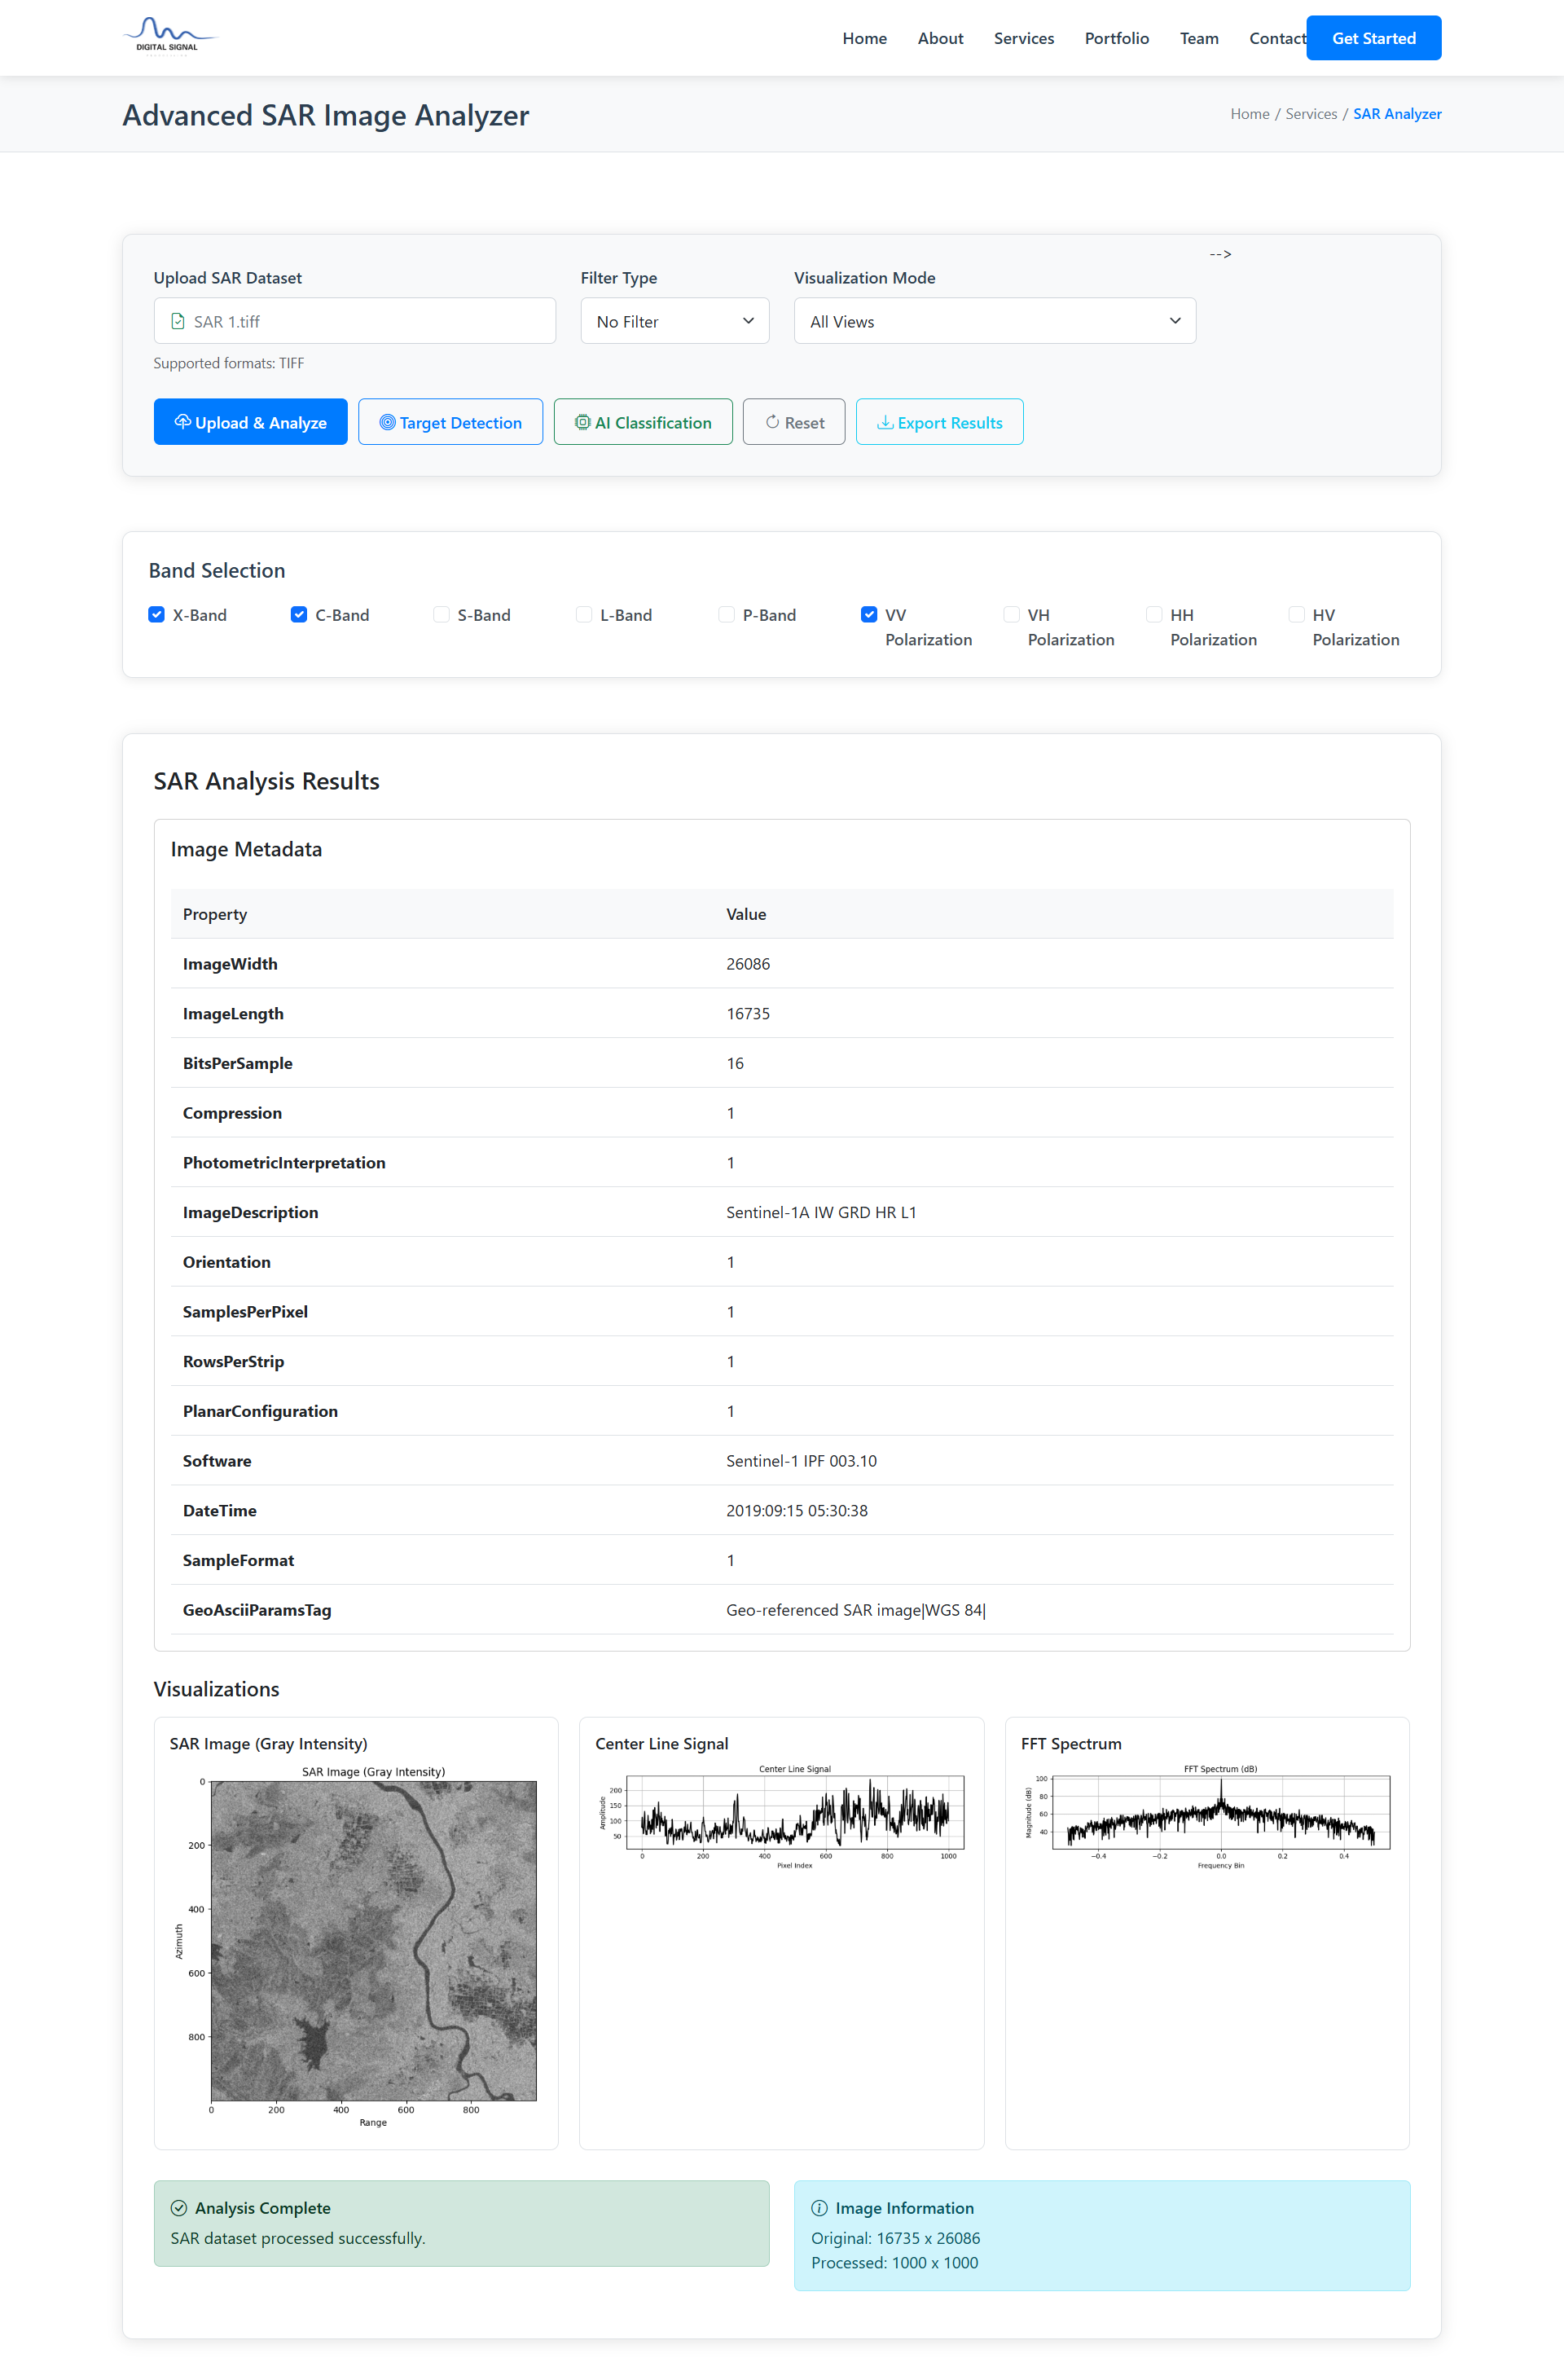 DIGITAL SIGNAL
Home About Services Portfolio Team Contact Get Started
Advanced SAR Image Analyzer
Home / Services / SAR Analyzer
-->
Upload SAR Dataset Filter Type Visualization Mode
SAR 1.tiff No Filter All Views
Supported formats: TIFF
Upload & Analyze Target Detection AI Classification Reset Export Results
Band Selection
X-Band C-Band S-Band L-Band P-Band VV Polarization VH Polarization HH Polarization HV Polarization
SAR Analysis Results
Image Metadata
Property Value
ImageWidth 26086
ImageLength 16735
BitsPerSample 16
Compression 1
PhotometricInterpretation 1
ImageDescription Sentinel-1A IW GRD HR L1
Orientation 1
SamplesPerPixel 1
RowsPerStrip 1
PlanarConfiguration 1
Software Sentinel-1 IPF 003.10
DateTime 2019:09:15 05:30:38
SampleFormat 1
GeoAsciiParamsTag Geo-referenced SAR image|WGS 84|
Visualizations
SAR Image (Gray Intensity)
SAR Image (Gray Intensity)
0
200
400
600
800
Azimuth
0 200 400 600 800
Range
Center Line Signal
Center Line Signal
200
150
100
50
Amplitude
0 200 400 600 800 1000
Pixel Index
FFT Spectrum
FFT Spectrum (dB)
100
80
60
40
Magnitude (dB)
−0.4 −0.2 0.0 0.2 0.4
Frequency Bin
Analysis Complete
SAR dataset processed successfully.
Image Information
Original: 16735 x 26086
Processed: 1000 x 1000